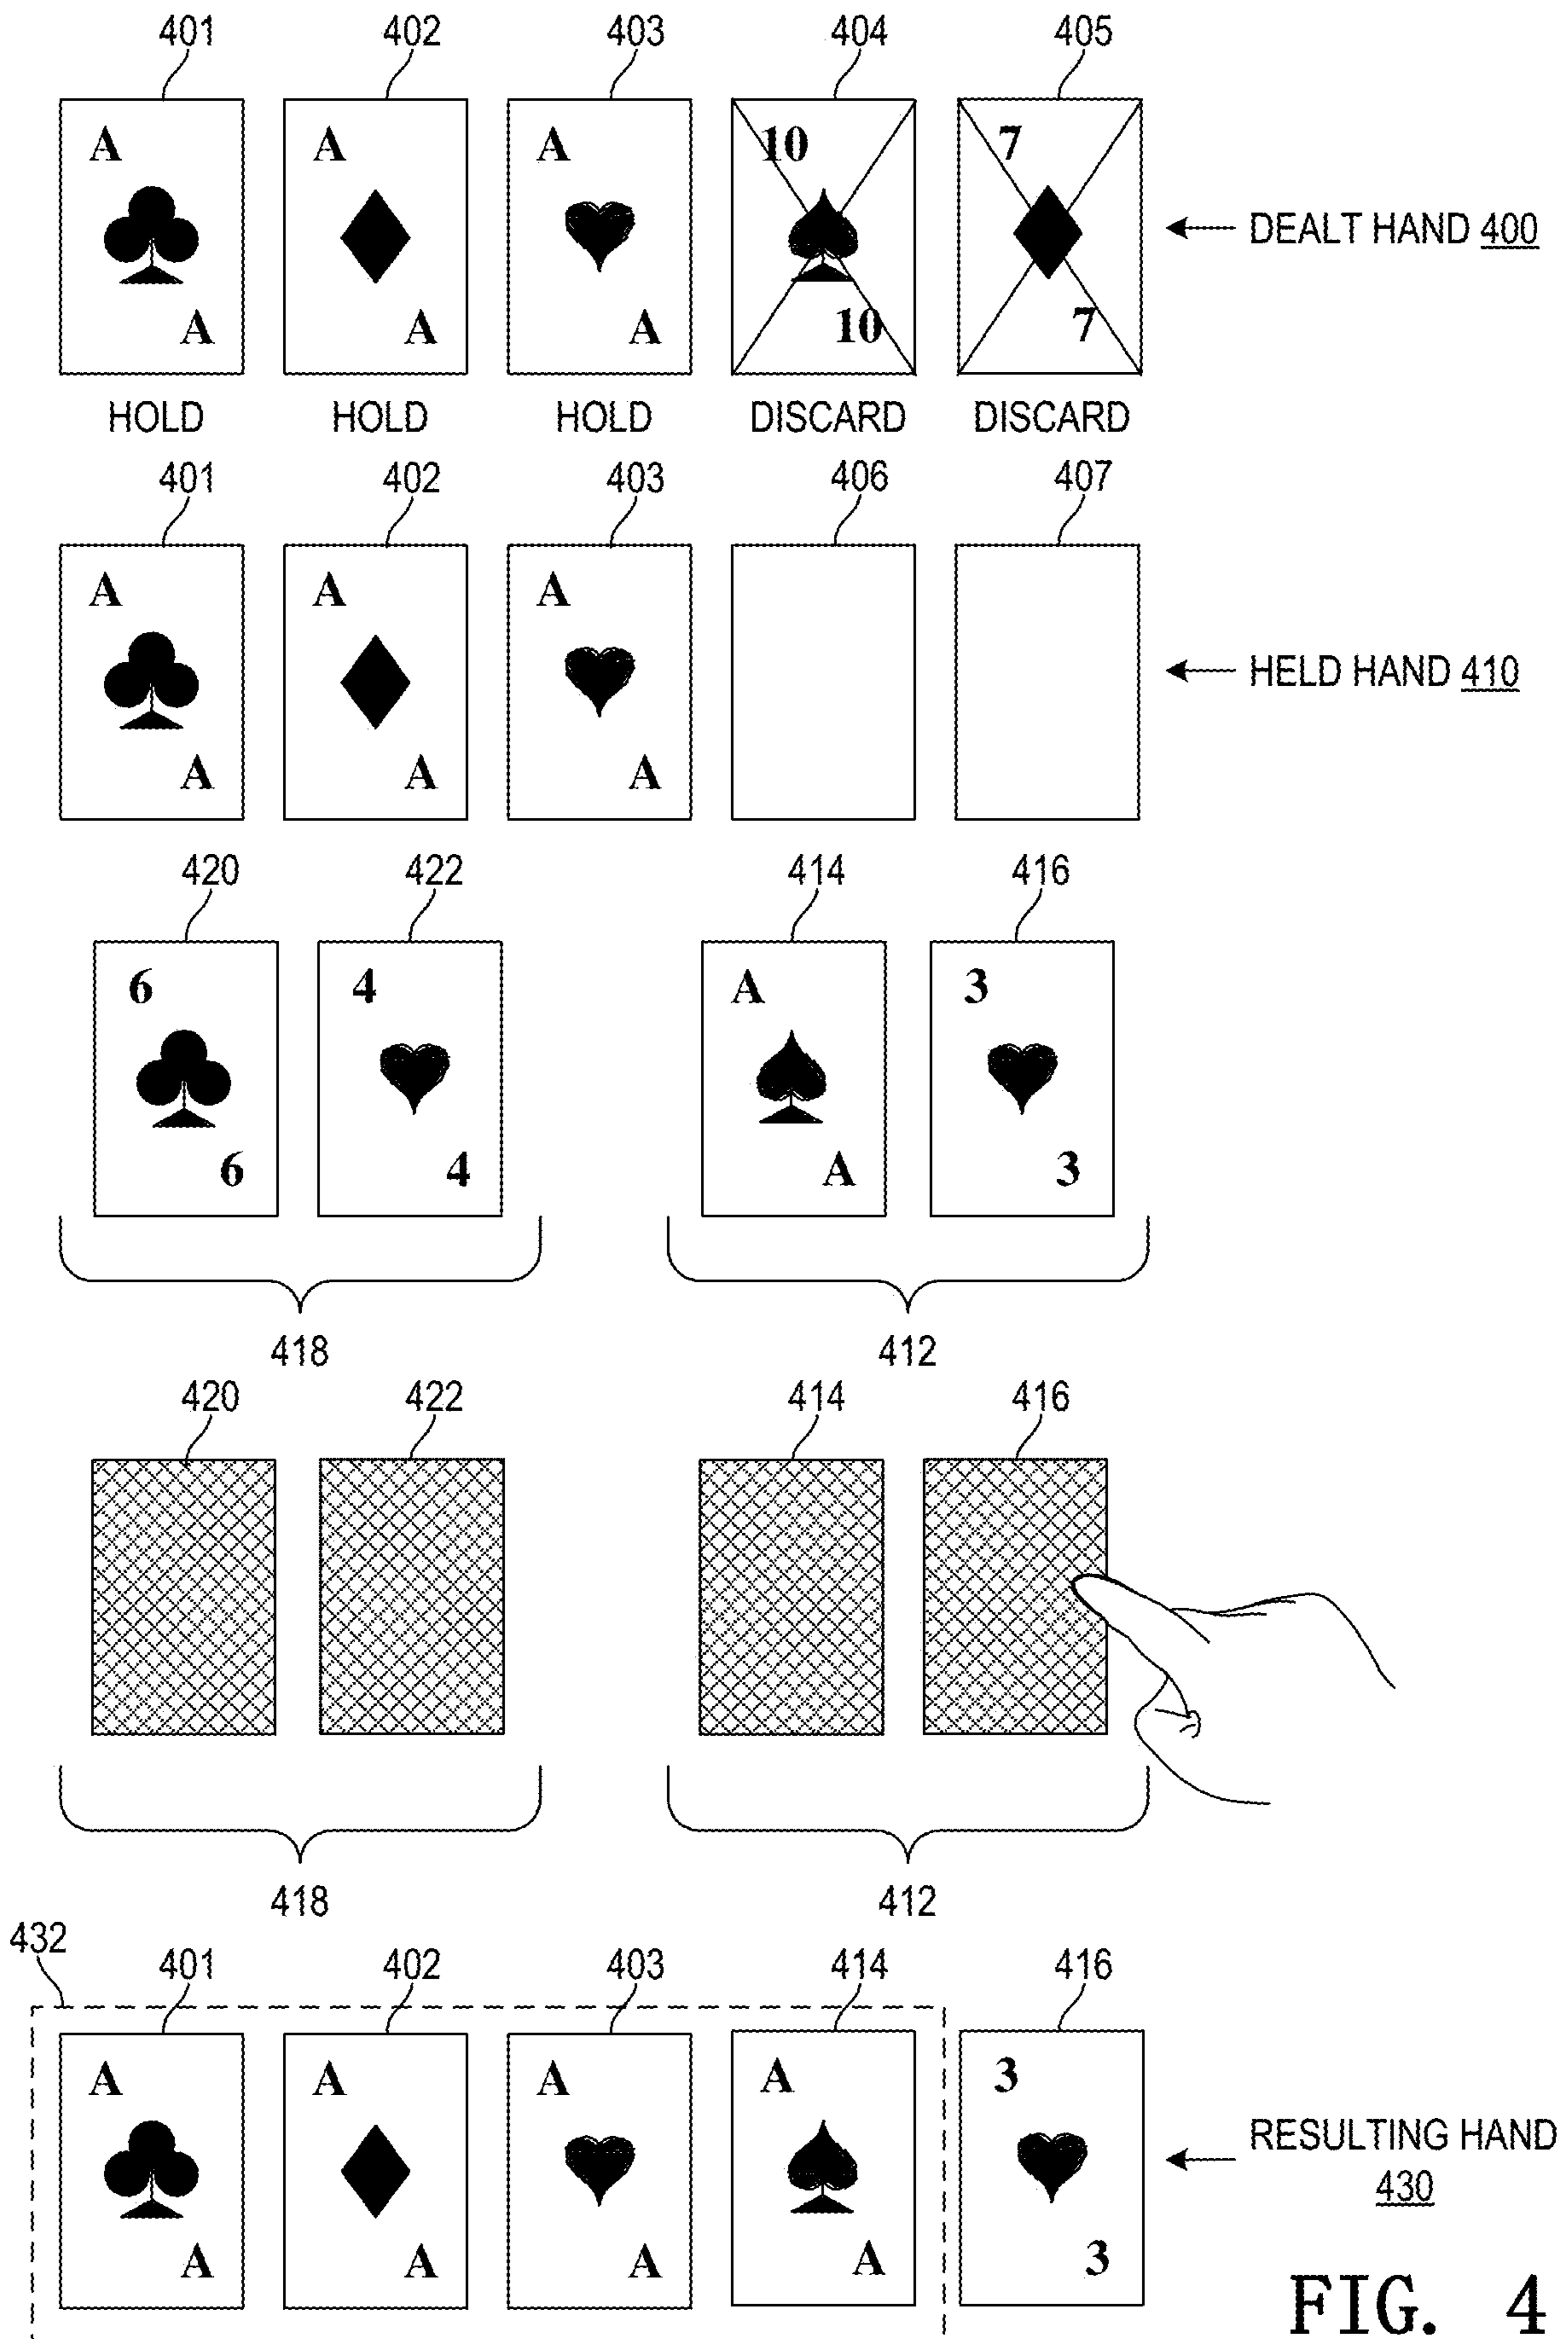 401 402 403 404 405
A A A 10 7
DEALT HAND 400
A A A 10 7
HOLD HOLD HOLD DISCARD DISCARD
401 402 403 406 407
A A A
HELD HAND 410
A A A
420 422 414 416
6 4 A 3
6 4 A 3
418 412
420 422 414 416
418 412
432
401 402 403 414 416
A A A A 3
RESULTING HAND
430
A A A A 3
FIG. 4